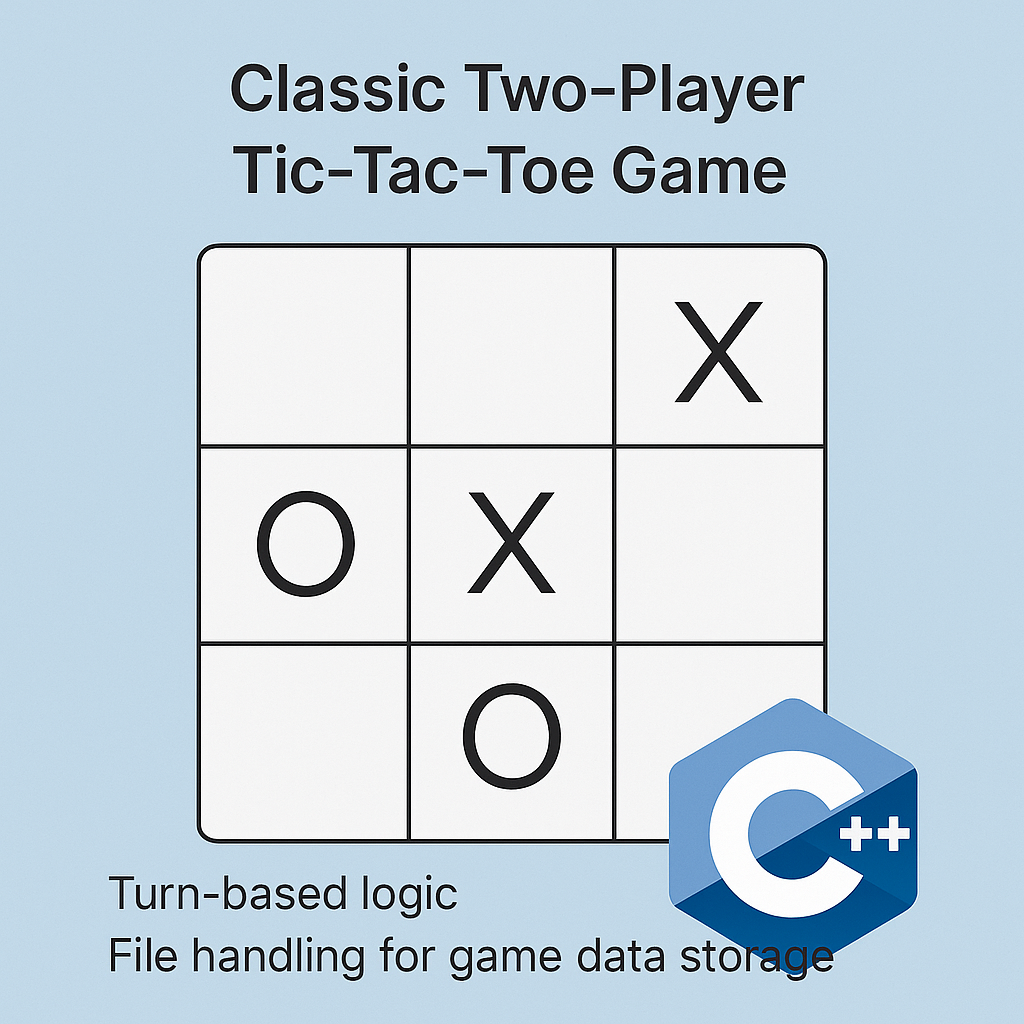 Classic Two-Player
Tic-Tac-Toe Game
X
O X
O
C++
Turn-based logic
File handling for game data storage